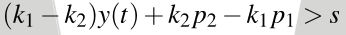 (k₁ − k₂)y(t) + k₂p₂ − k₁p₁ > s